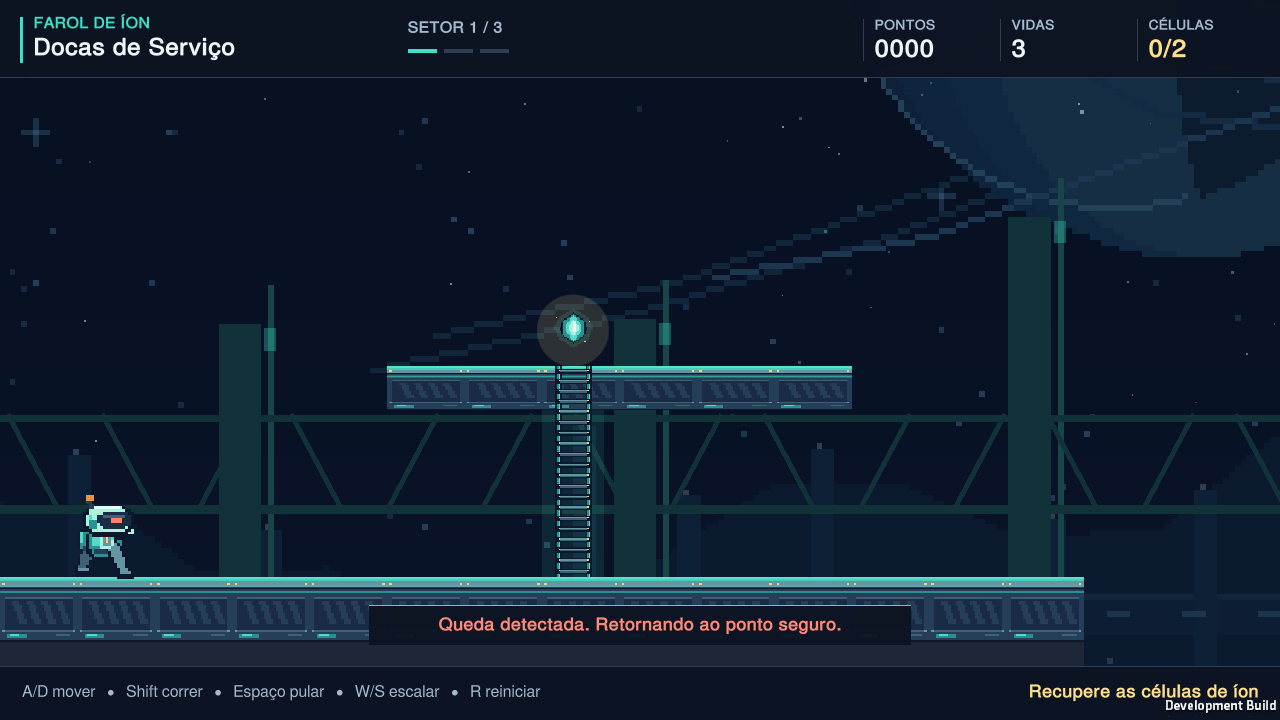 FAROL DE ÍON
Docas de Serviço
SETOR 1 / 3
PONTOS
0000
VIDAS
3
CÉLULAS
0/2
Queda detectada. Retornando ao ponto seguro.
A/D mover • Shift correr • Espaço pular • W/S escalar • R reiniciar
Recupere as células de íon
Development Build